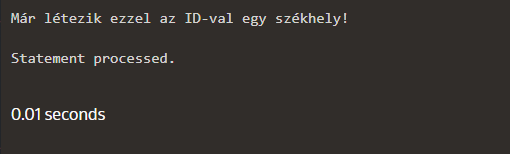 Már létezik ezzel az ID-val egy székhely!
Statement processed.
0.01 seconds